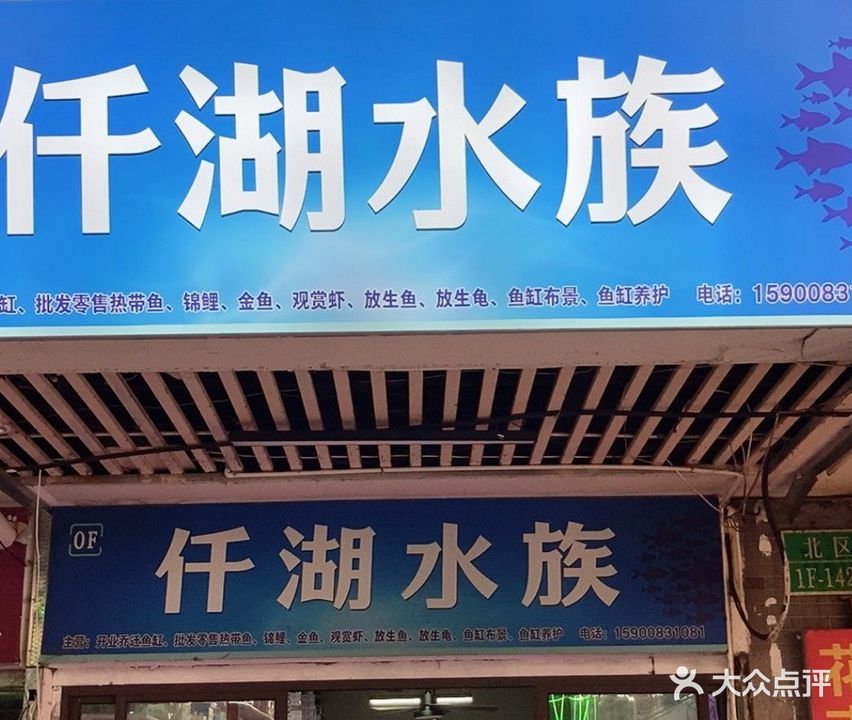 仟湖水族
缸、批发零售热带鱼、锦鲤、金鱼、观赏虾、放生鱼、放生龟、鱼缸布景、鱼缸养护 电话：15900831
OF
仟湖水族
主营：开业乔迁鱼缸、批发零售热带鱼、锦鲤、金鱼、观赏虾、放生鱼、放生龟、鱼缸布景、鱼缸养护 电话：15900831081
北区
1F-142
花
大众点评